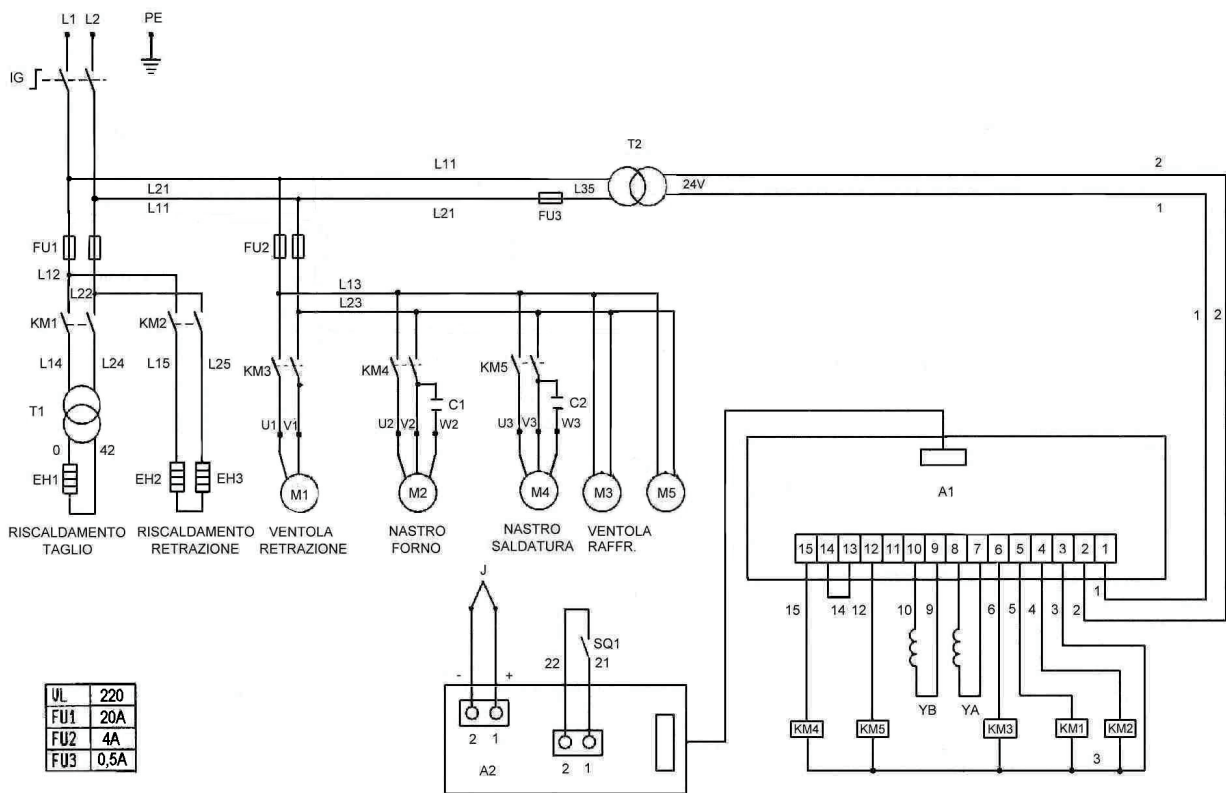 L1 L2 PE
IG
T2
L11
2
L21
L35
24V
L11
L21
FU3
1
FU1
FU2
L12
L13
L22
L23
1 2
KM1
KM2
KM3
KM4
KM5
L14
L24
L15
L25
C1
C2
T1
U1 V1
U2 V2 W2
U3 V3 W3
0 42
A1
EH1
EH2
EH3
M1
M2
M4
M3
M5
RISCALDAMENTO
TAGLIO
RISCALDAMENTO
RETRAZIONE
VENTOLA
RETRAZIONE
NASTRO
FORNO
NASTRO
SALDATURA
VENTOLA
RAFFR.
15 14 13 12 11 10 9 8 7 6 5 4 3 2 1
J
15 14 12 10 9 6 5 4 3 2 1
SQ1
22 21
- +
YB YA
KM4 KM5 KM3 KM1 KM2
3
2 1
2 1
A2
VL 220
FU1 20A
FU2 4A
FU3 0,5A